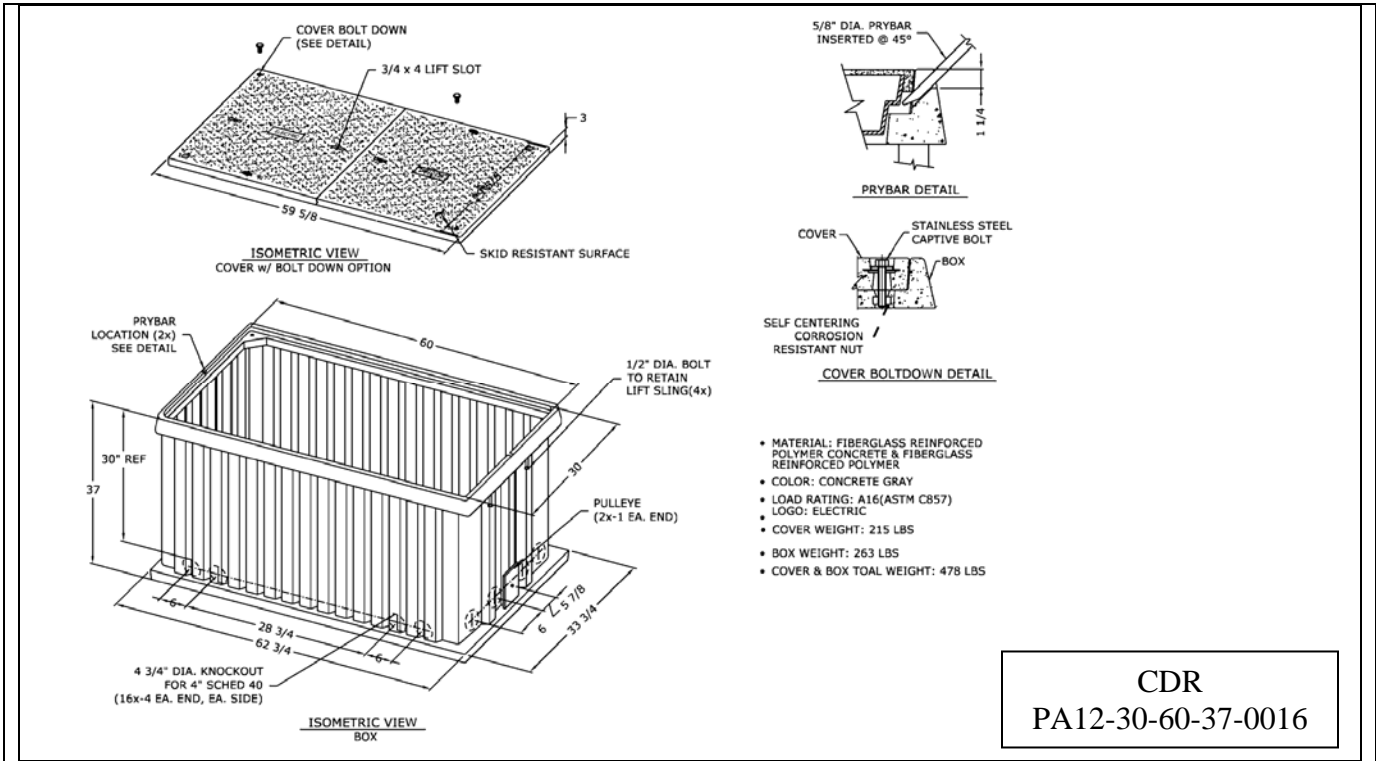 COVER BOLT DOWN
(SEE DETAIL)
3/4 x 4 LIFT SLOT
3
59 5/8
SKID RESISTANT SURFACE
ISOMETRIC VIEW
COVER w/ BOLT DOWN OPTION
5/8" DIA. PRYBAR
INSERTED @ 45°
1 1/4
PRYBAR DETAIL
COVER
STAINLESS STEEL
CAPTIVE BOLT
BOX
SELF CENTERING
CORROSION
RESISTANT NUT
COVER BOLTDOWN DETAIL
PRYBAR
LOCATION (2x)
SEE DETAIL
60
1/2" DIA. BOLT
TO RETAIN
LIFT SLING(4x)
30" REF
37
30
PULLEYE
(2x-1 EA. END)
6
28 3/4
62 3/4
6
6
5 7/8
33 3/4
4 3/4" DIA. KNOCKOUT
FOR 4" SCHED 40
(16x-4 EA. END, EA. SIDE)
ISOMETRIC VIEW
BOX
• MATERIAL: FIBERGLASS REINFORCED
POLYMER CONCRETE & FIBERGLASS
REINFORCED POLYMER
• COLOR: CONCRETE GRAY
• LOAD RATING: A16(ASTM C857)
• LOGO: ELECTRIC
• COVER WEIGHT: 215 LBS
• BOX WEIGHT: 263 LBS
• COVER & BOX TOAL WEIGHT: 478 LBS
CDR
PA12-30-60-37-0016